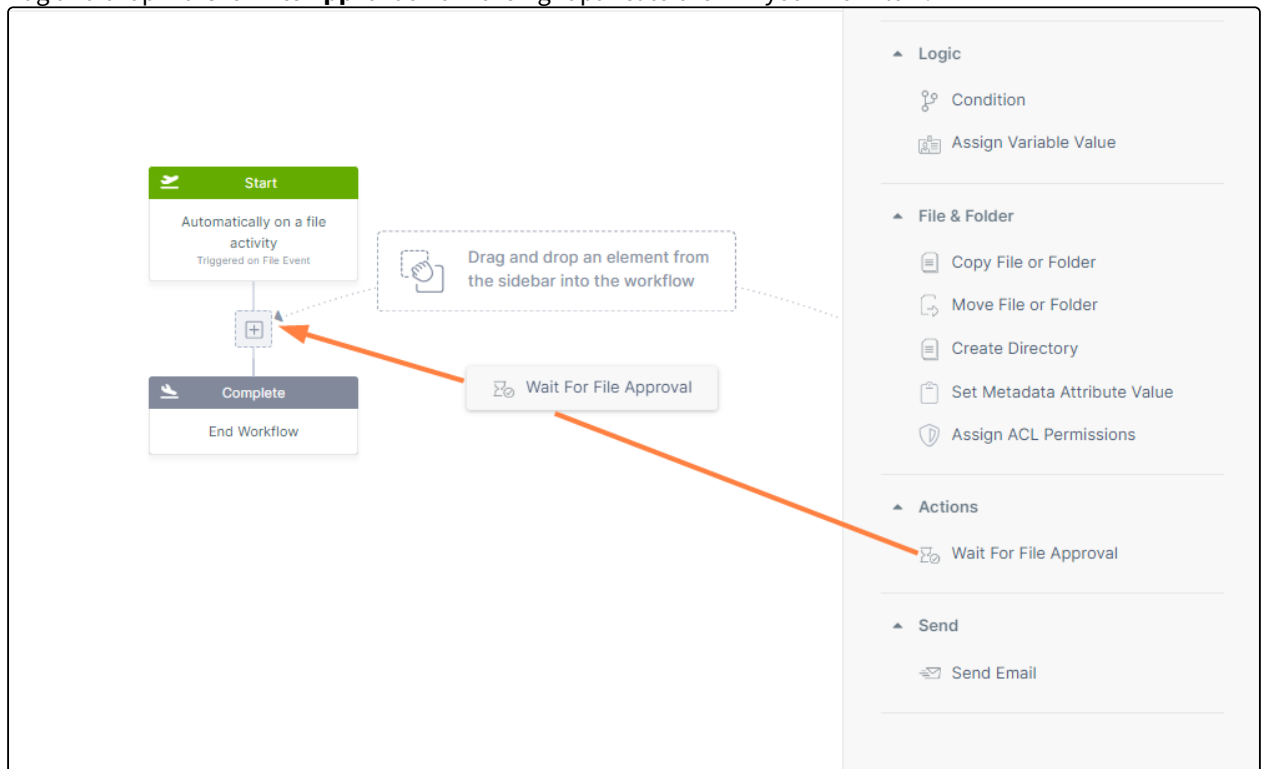 Start
Automatically on a file
activity
Triggered on File Event
Drag and drop an element from
the sidebar into the workflow
Wait For File Approval
Complete
End Workflow
Logic
Condition
Assign Variable Value
File & Folder
Copy File or Folder
Move File or Folder
Create Directory
Set Metadata Attribute Value
Assign ACL Permissions
Actions
Wait For File Approval
Send
Send Email